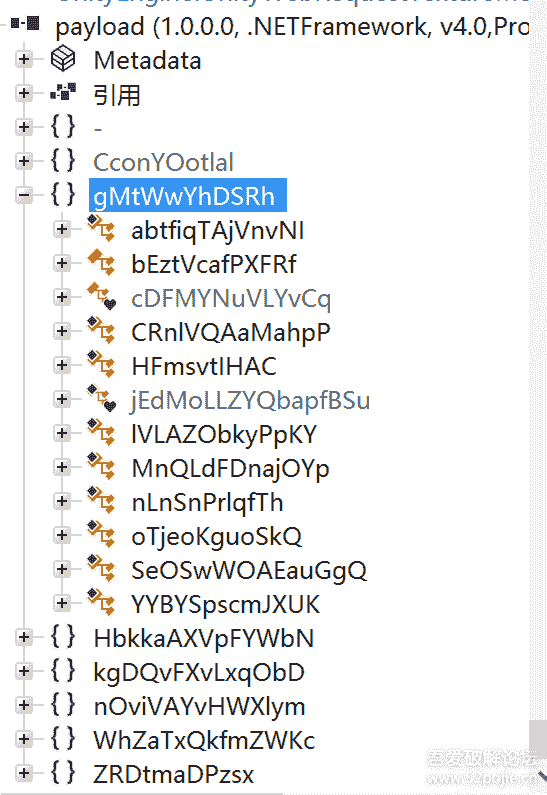 payload (1.0.0.0, .NETFramework, v4.0,Pro
Metadata
引用
-
CconYOotlal
gMtWwYhDSRh
abtfiqTAjVnvNI
bEztVcafPXFRf
cDFMYNuVLYvCq
CRnlVQAaMahpP
HFmsvtIHAC
jEdMoLLZYQbapfBSu
lVLAZObkyPpKY
MnQLdFDnajOYp
nLnSnPrlqfTh
oTjeoKguoSkQ
SeOSwWOAEauGgQ
YYBYSpscmJXUK
HbkkaAXVpFYWbN
kgDQvFXvLxqObD
nOviVAYvHWXlym
WhZaTxQkfmZWKc
ZRDtmaDPzsx
吾爱破解论坛
www.52pojie.cn